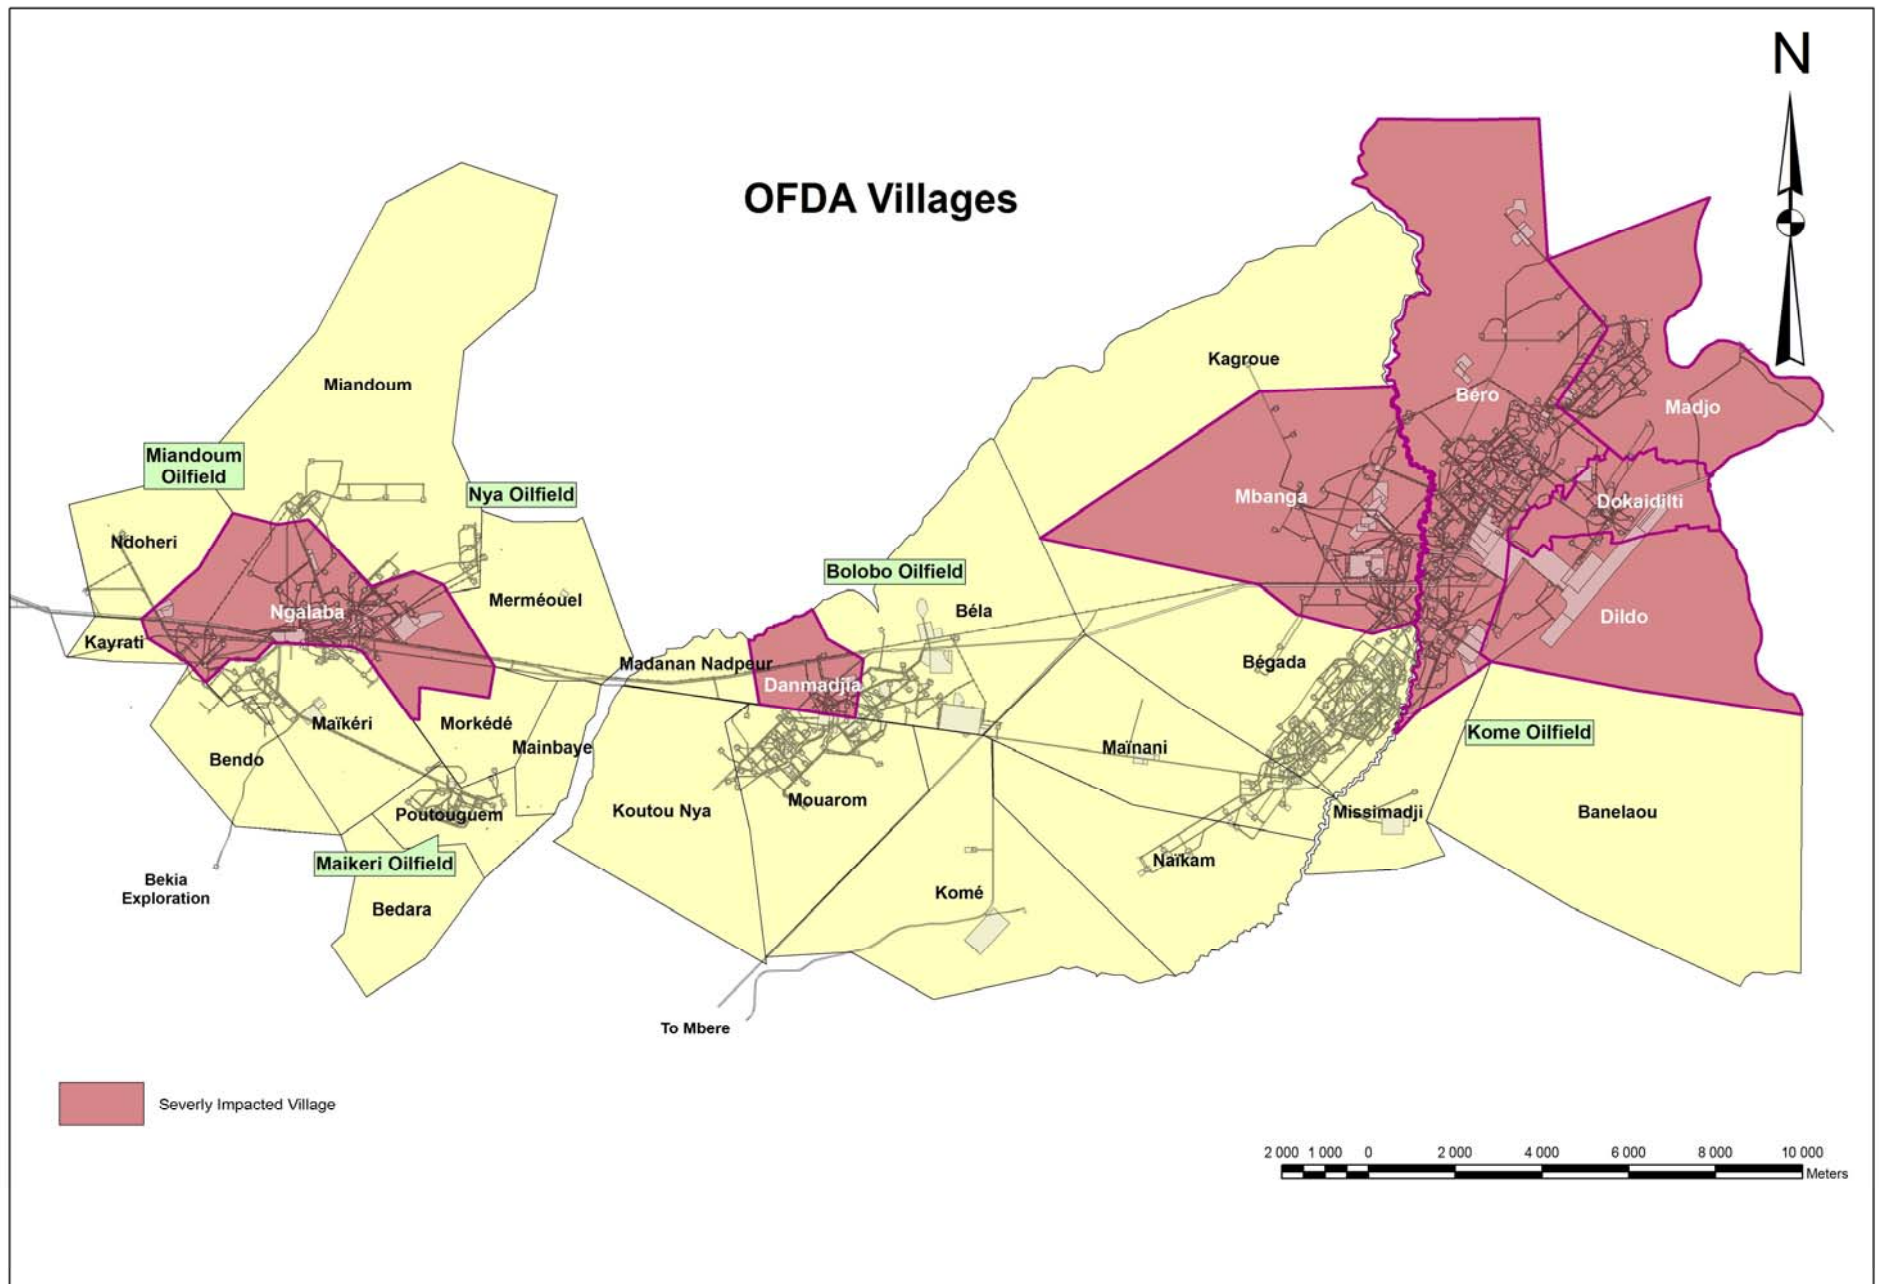 N
OFDA Villages
Kagroue
Miandoum
Béro
Madjo
Miandoum
Oilfield
Nya Oilfield
Mbanga
Dokaidilti
Ndoheri
Bolobo Oilfield
Merméouel
Ngalaba
Béla
Dildo
Kayrati
Madanan Nadpeur
Bégada
Danmadjla
Maïkéri
Morkédé
Kome Oilfield
Mainbaye
Maïnani
Bendo
Mouarom
Koutou Nya
Poutouguem
Missimadji
Banelaou
Maikeri Oilfield
Naïkam
Bekia
Exploration
Komé
Bedara
To Mbere
Severly Impacted Village
2 000 1 000 0 2 000 4 000 6 000 8 000 10 000
Meters